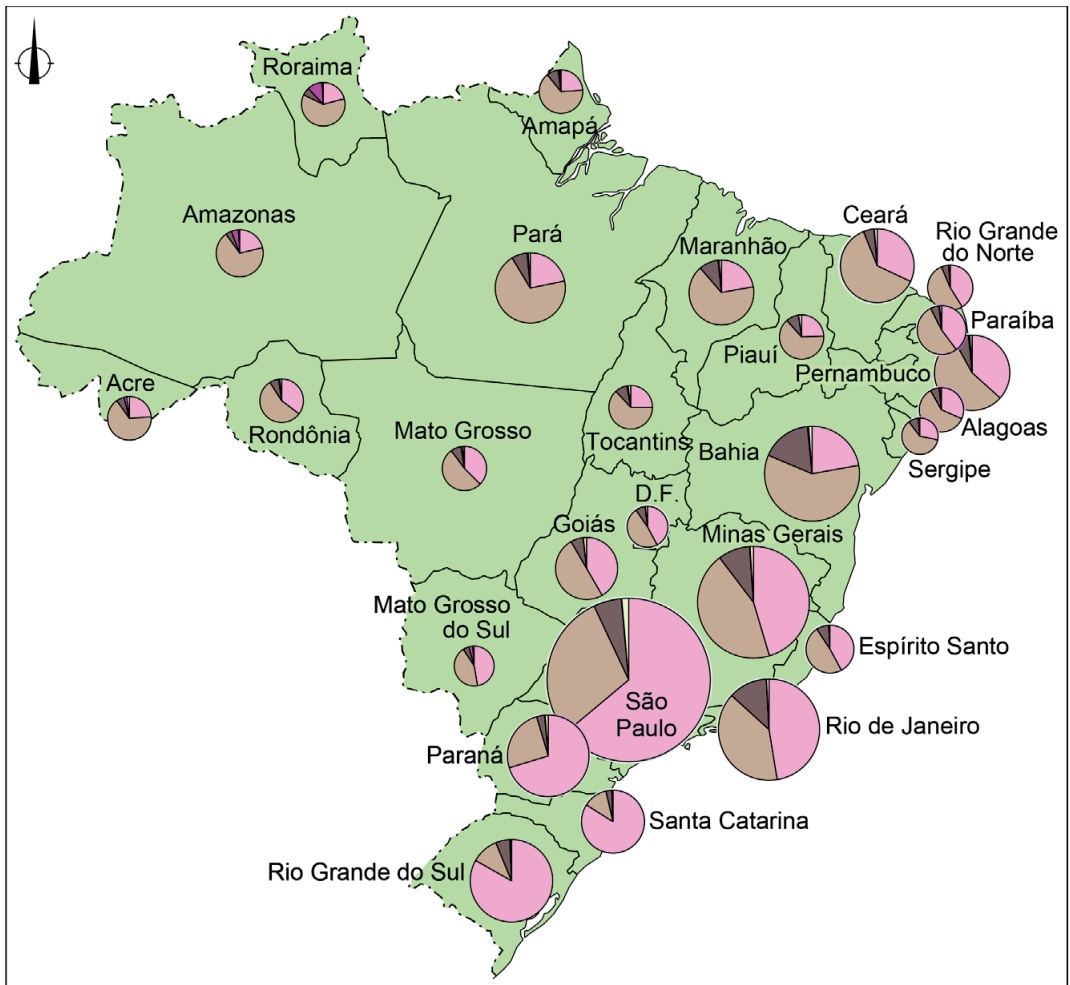 Roraima
Amapá
Amazonas
Pará
Maranhão
Ceará
Rio Grande
do Norte
Piauí
Paraíba
Pernambuco
Acre
Rondônia
Mato Grosso
Tocantins
Bahia
Alagoas
Sergipe
D.F.
Goiás
Minas Gerais
Mato Grosso
do Sul
Espírito Santo
São
Paulo
Rio de Janeiro
Paraná
Santa Catarina
Rio Grande do Sul